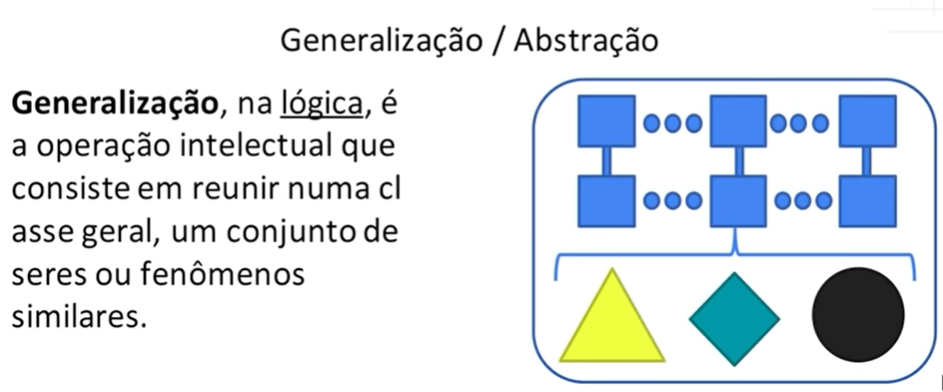 Generalização / Abstração
Generalização, na lógica, é
a operação intelectual que
consiste em reunir numa cl
asse geral, um conjunto de
seres ou fenômenos
similares.